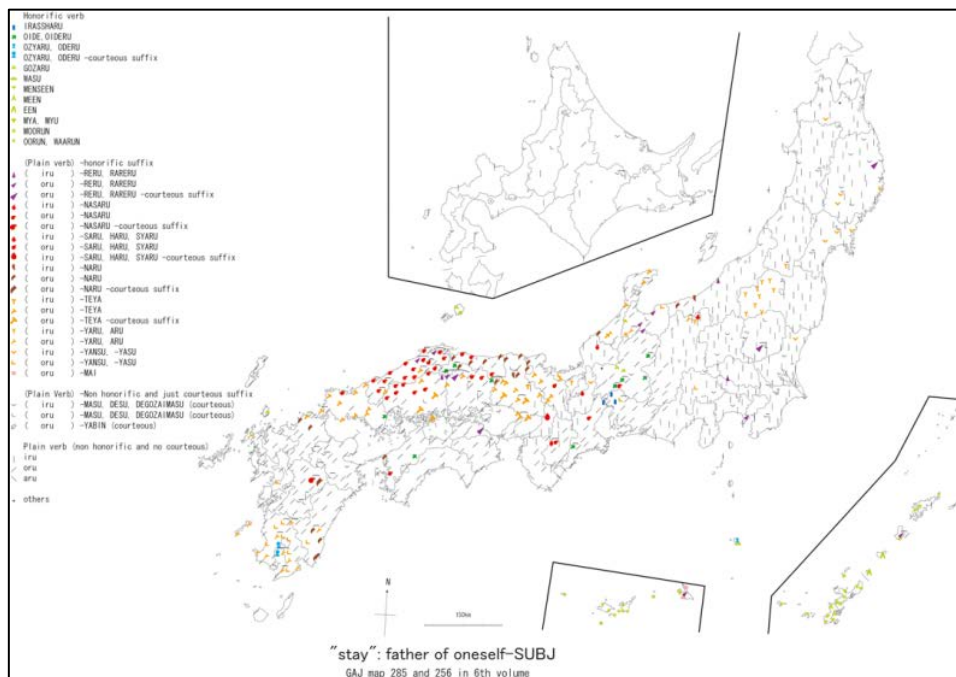 Honorific verb
IRASSHARU
OIDE, OIDERU
OZYARU, ODERU
OZYARU, ODERU -courteous suffix
GOZARU
WASU
MENSEEN
MEEN
EEN
MYA, MYU
MOORUN
OORUN, WAARUN
(Plain verb) -honorific suffix
( iru ) -RERU, RARERU
( oru ) -RERU, RARERU
( oru ) -RERU, RARERU -courteous suffix
( iru ) -NASARU
( oru ) -NASARU
( oru ) -NASARU -courteous suffix
( iru ) -SARU, HARU, SYARU
( oru ) -SARU, HARU, SYARU
( iru ) -SARU, HARU, SYARU -courteous suffix
( iru ) -NARU
( oru ) -NARU
( oru ) -NARU -courteous suffix
( iru ) -TEYA
( oru ) -TEYA
( oru ) -TEYA -courteous suffix
( iru ) -YARU, ARU
( oru ) -YARU, ARU
( iru ) -YANSU, -YASU
( oru ) -YANSU, -YASU
( oru ) -MAI
(Plain Verb) -Non honorific and just courteous suffix
( iru ) -MASU, DESU, DEGOZAIMASU (courteous)
( oru ) -MASU, DESU, DEGOZAIMASU (courteous)
( oru ) -YABIN (courteous)
Plain verb (non honorific and no courteous)
iru
oru
aru
others
N
150km
"stay": father of oneself-SUBJ
GAJ map 285 and 256 in 6th volume